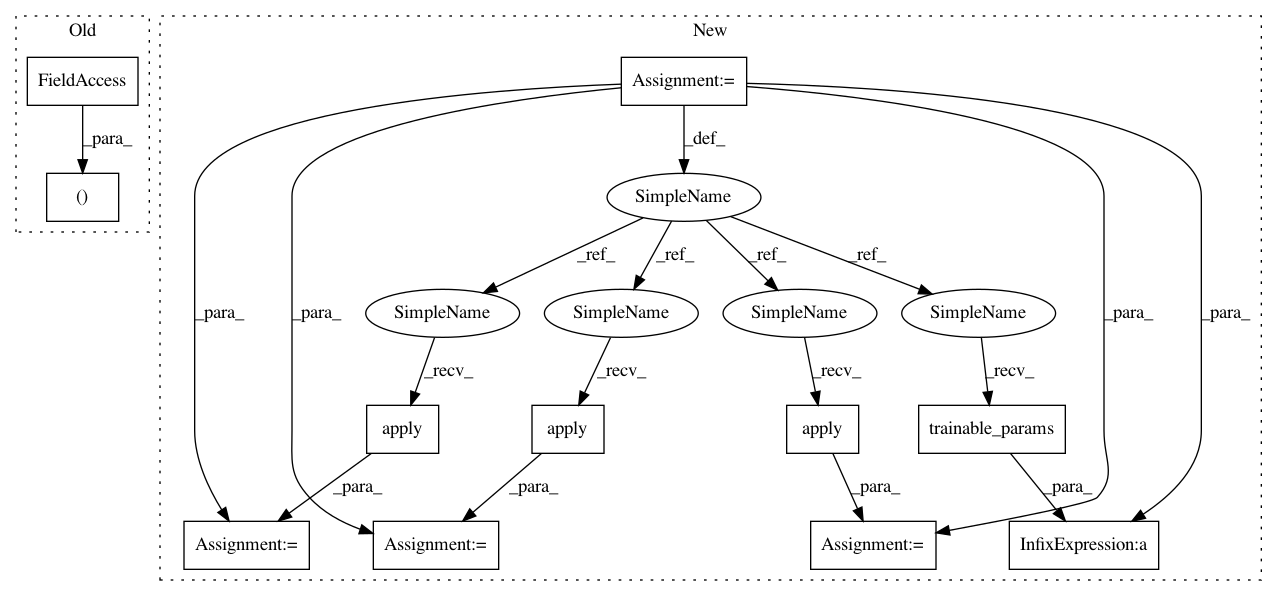 Old
New
FieldAccess
Assignment:=
_para_
_def_
()
SimpleName
_ref_
_ref_
_ref_
_ref_
_para_
_para_
SimpleName
SimpleName
SimpleName
SimpleName
_para_
_para_
_recv_
_recv_
_recv_
_recv_
apply
apply
apply
trainable_params
_para_
_para_
_para_
_para_
Assignment:=
Assignment:=
Assignment:=
InfixExpression:a